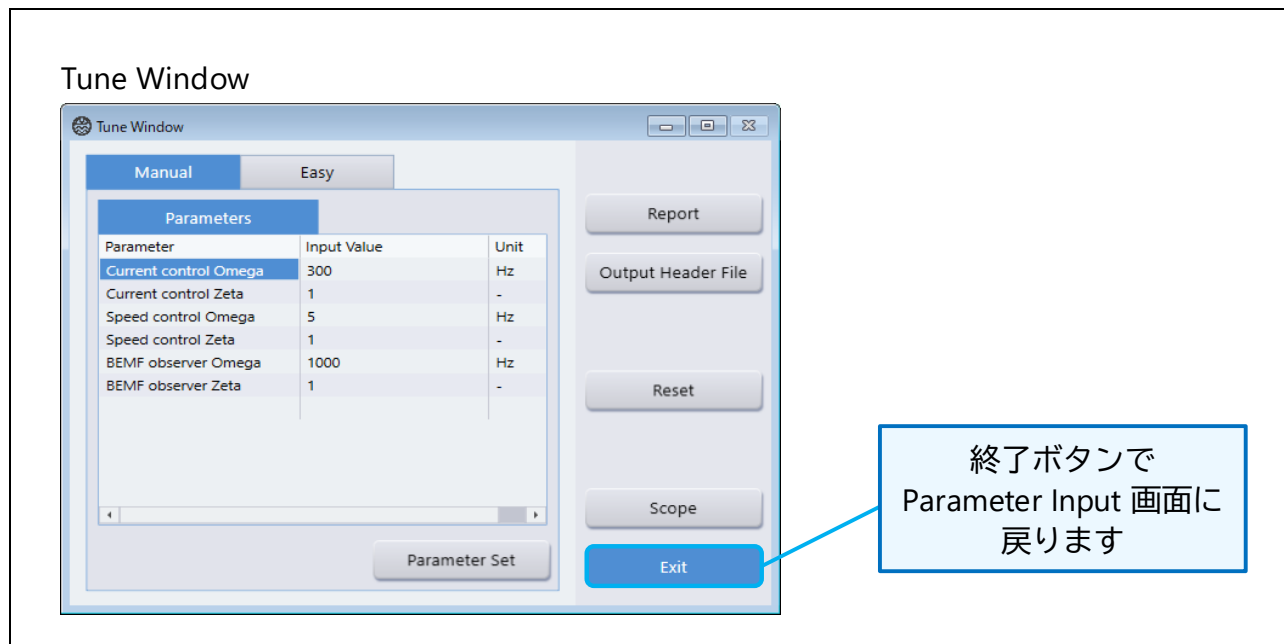 Tune Window
Tune Window
Manual Easy
Parameters
Parameter Input Value Unit
Current control Omega 300 Hz
Current control Zeta 1 -
Speed control Omega 5 Hz
Speed control Zeta 1 -
BEMF observer Omega 1000 Hz
BEMF observer Zeta 1 -
Parameter Set
Report
Output Header File
Reset
Scope
Exit
終了ボタンで
Parameter Input 画面に
戻ります